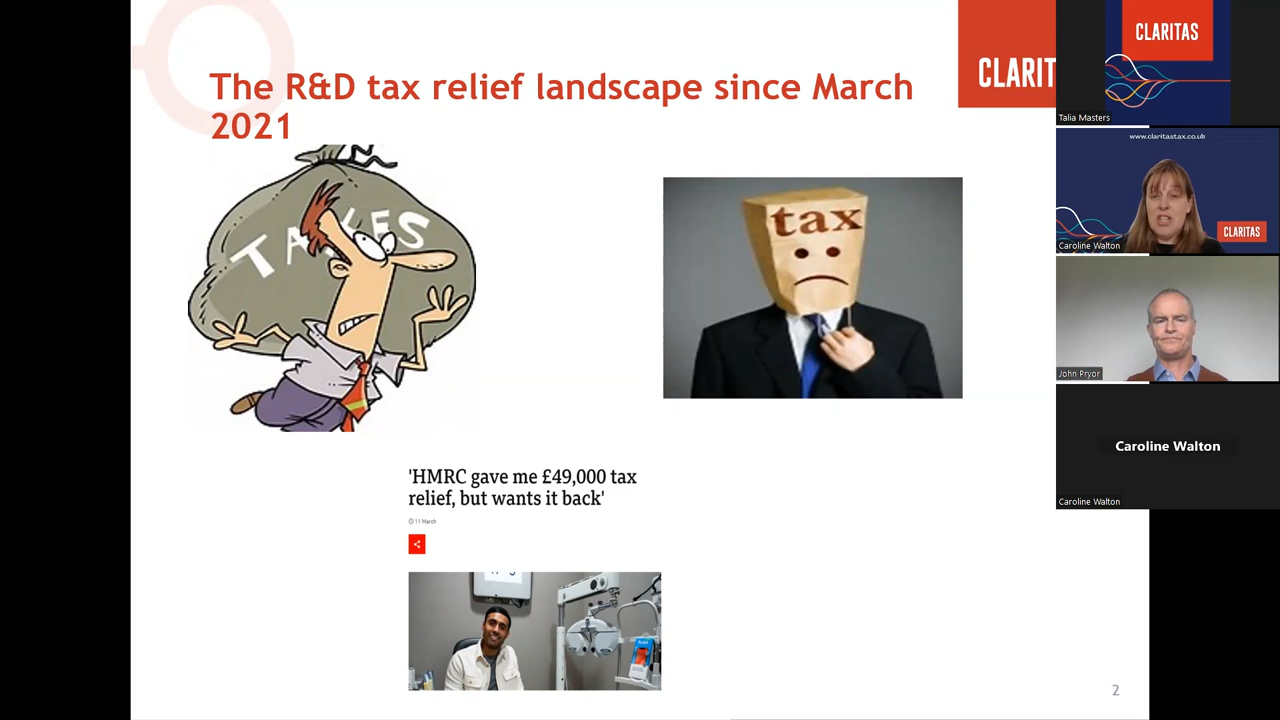 The R&D tax relief landscape since March
2021
CLARIT
TAXES
tax
'HMRC gave me £49,000 tax
relief, but wants it back'
11 March
2
CLARITAS
Talia Masters
www.claritastax.co.uk
CLARITAS
Caroline Walton
John Pryor
Caroline Walton
Caroline Walton